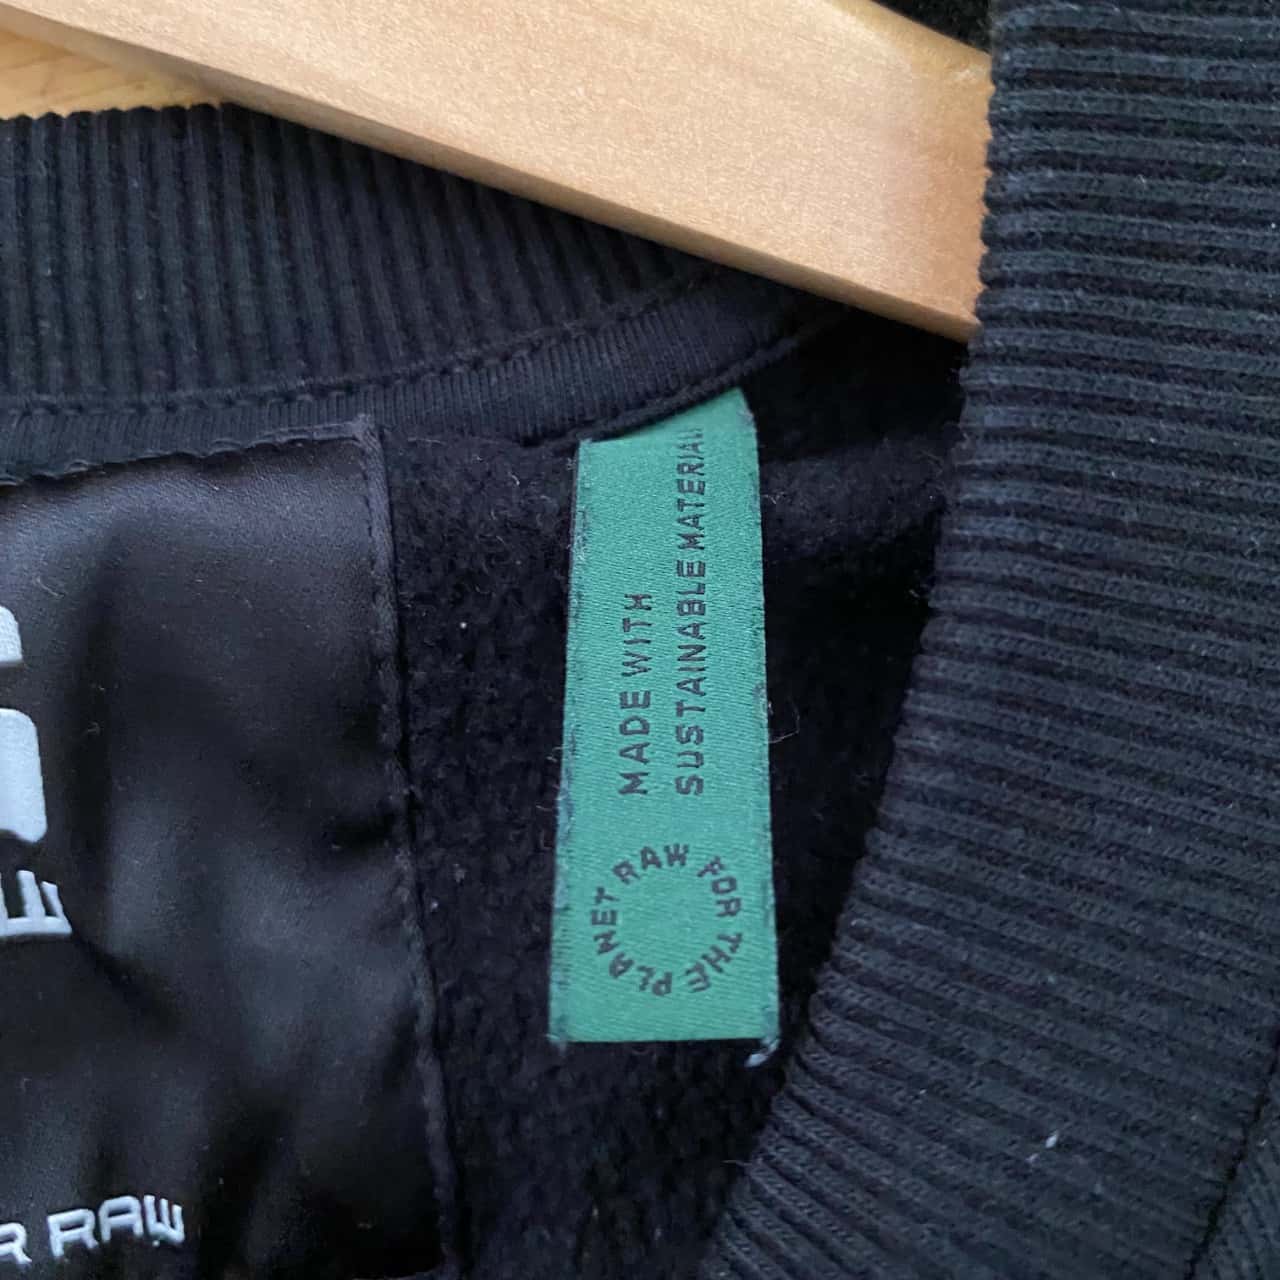 MADE WITH
SUSTAINABLE MATERIAL
RAW FOR THE PLANET
RAW